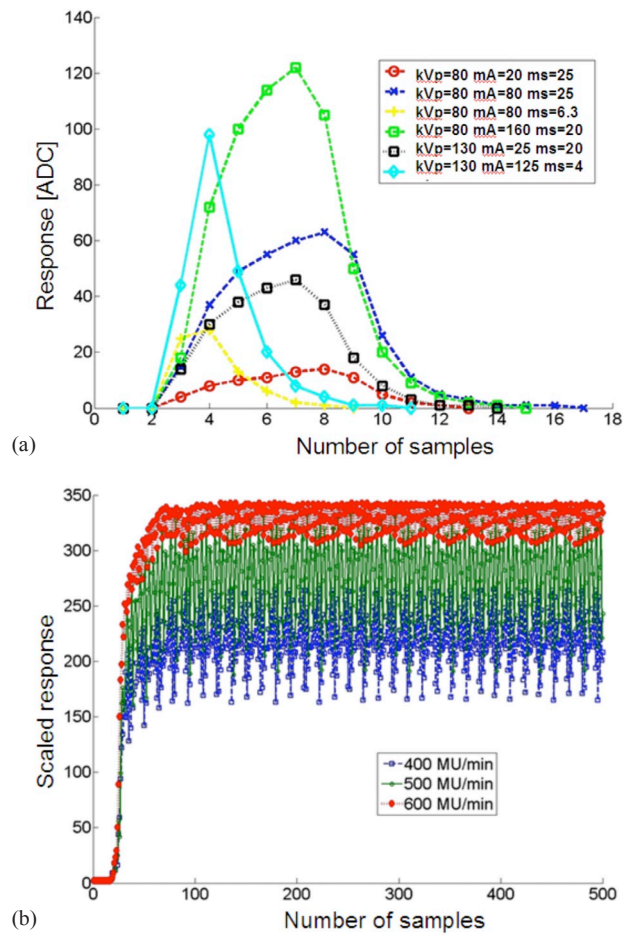 140
120
100
80
60
40
20
0
Response [ADC]
kVp=80 mA=20 ms=25
kVp=80 mA=80 ms=25
kVp=80 mA=80 ms=6.3
kVp=80 mA=160 ms=20
kVp=130 mA=25 ms=20
kVp=130 mA=125 ms=4
0 2 4 6 8 10 12 14 16 18
(a)
Number of samples
350
300
250
200
150
100
50
0
Scaled response
400 MU/min
500 MU/min
600 MU/min
0 100 200 300 400 500
(b)
Number of samples